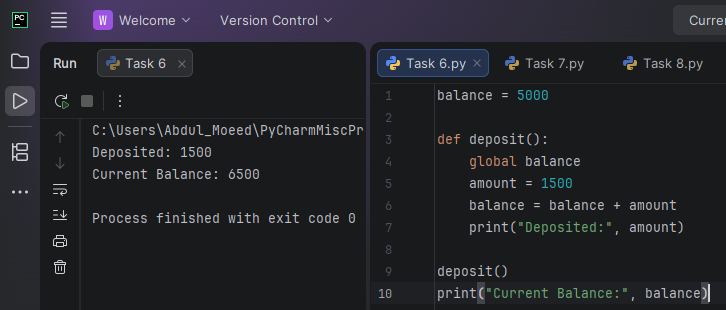 PC
W Welcome Version Control Curre
Run Task 6
C:\Users\Abdul_Moeed\PyCharmMiscPr
Deposited: 1500
Current Balance: 6500
Process finished with exit code 0
Task 6.py Task 7.py Task 8.py
1 balance = 5000
2
3 def deposit():
4 global balance
5 amount = 1500
6 balance = balance + amount
7 print("Deposited:", amount)
8
9 deposit()
10 print("Current Balance:", balance)